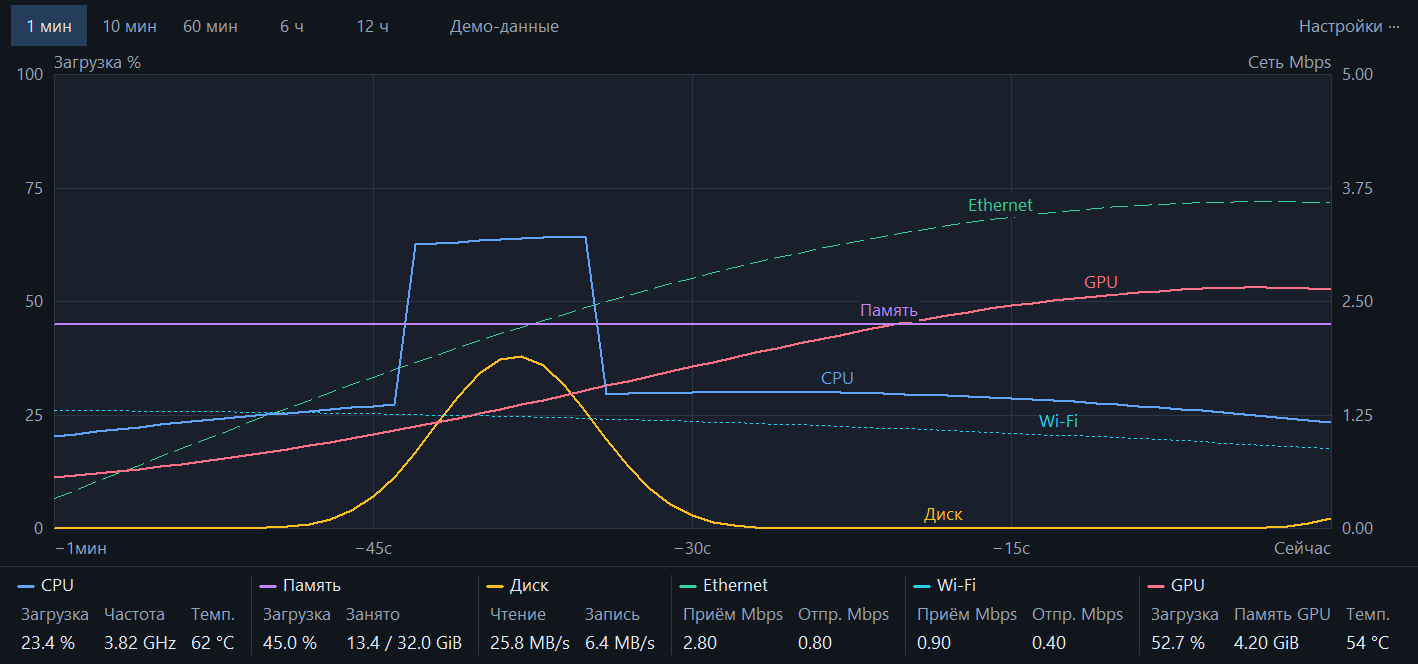 1 мин 10 мин 60 мин 6 ч 12 ч Демо-данные Настройки ···
Загрузка % Сеть Mbps
100 5.00
75 3.75
Ethernet
GPU
50 2.50
Память
CPU
25 1.25
Wi-Fi
Диск
0 0.00
−1мин −45с −30с −15с Сейчас
CPU Память Диск Ethernet Wi-Fi GPU
Загрузка Частота Темп. Загрузка Занято Чтение Запись Приём Mbps Отпр. Mbps Приём Mbps Отпр. Mbps Загрузка Память GPU Темп.
23.4 % 3.82 GHz 62 °C 45.0 % 13.4 / 32.0 GiB 25.8 MB/s 6.4 MB/s 2.80 0.80 0.90 0.40 52.7 % 4.20 GiB 54 °C